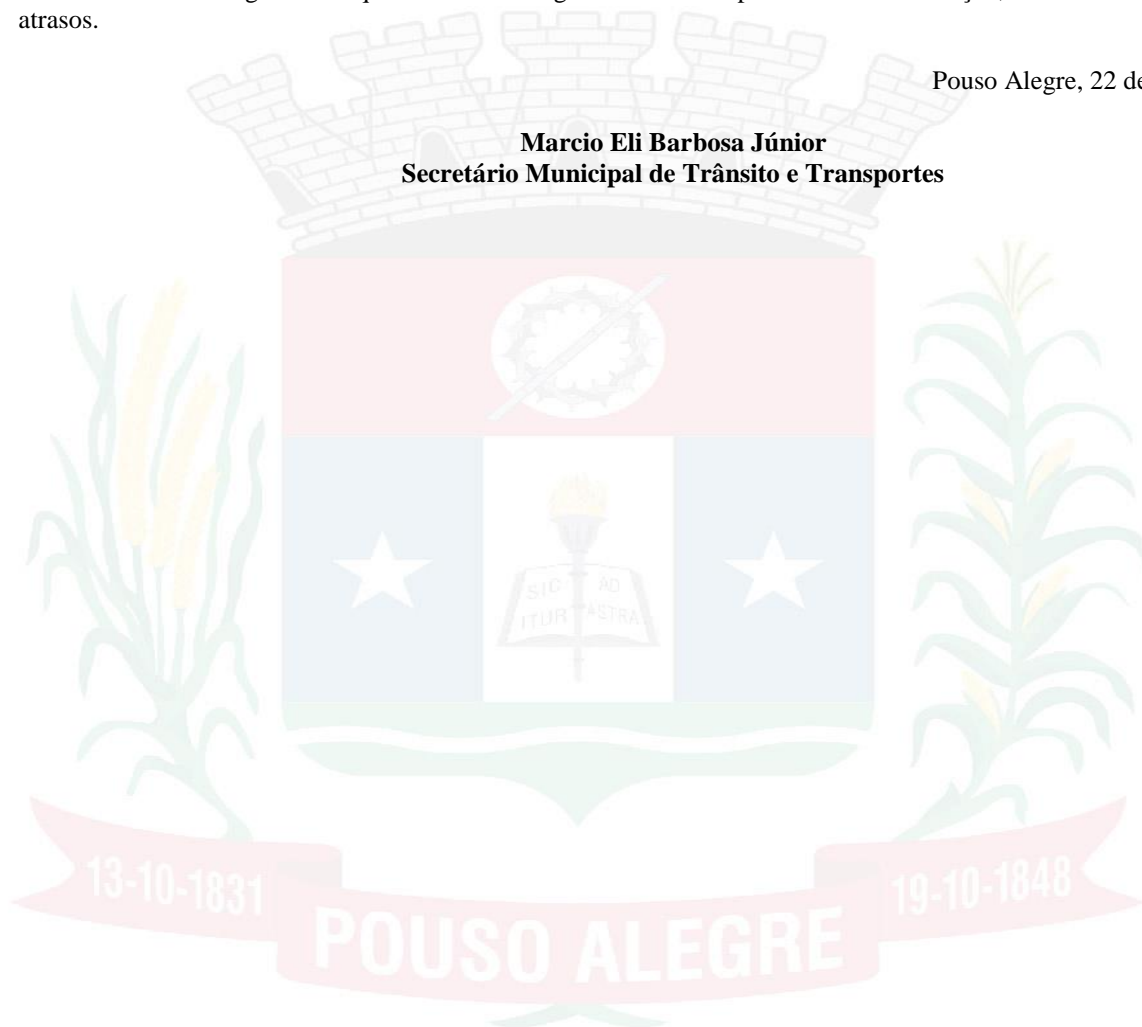 atrasos.
Pouso Alegre, 22 de
Marcio Eli Barbosa Júnior
Secretário Municipal de Trânsito e Transportes
SIC AD
ITUR ASTRA
13-10-1831
19-10-1848
POUSO ALEGRE